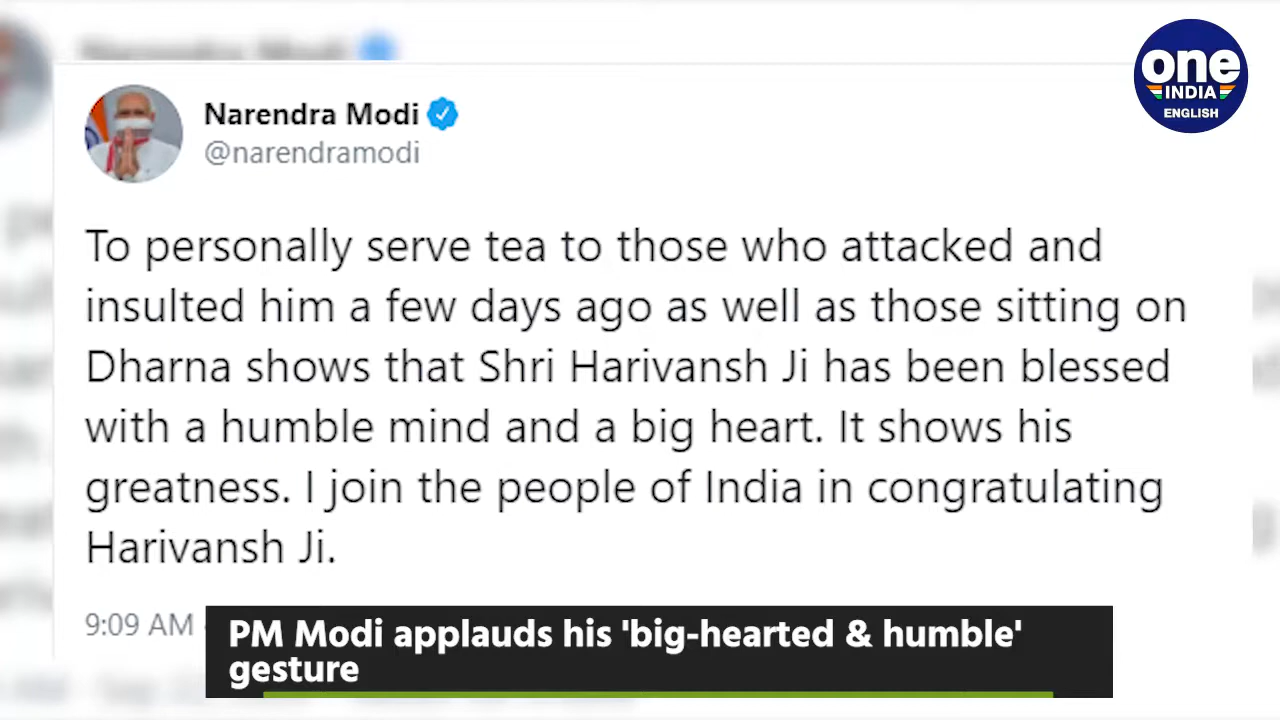 one
INDIA
ENGLISH
Narendra Modi
@narendramodi
To personally serve tea to those who attacked and
insulted him a few days ago as well as those sitting on
Dharna shows that Shri Harivansh Ji has been blessed
with a humble mind and a big heart. It shows his
greatness. I join the people of India in congratulating
Harivansh Ji.
9:09 AM
PM Modi applauds his 'big-hearted & humble'
gesture